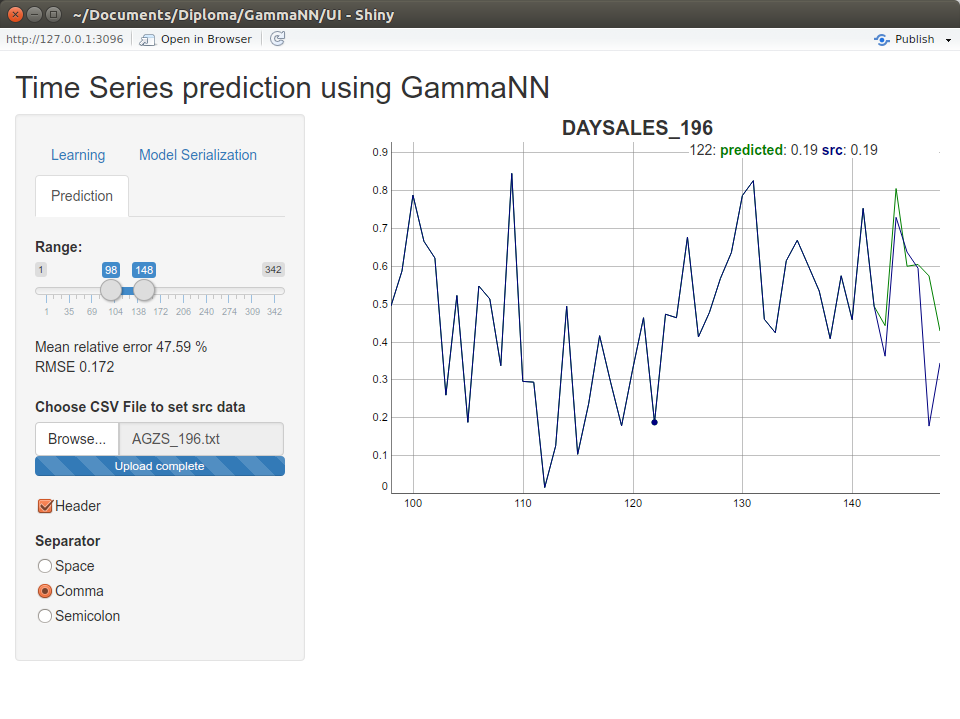 ~/Documents/Diploma/GammaNN/UI - Shiny
http://127.0.0.1:3096 Open in Browser Publish
Time Series prediction using GammaNN
Learning Model Serialization
Prediction
Range:
1 98 148 342
1 35 69 104 138 172 206 240 274 309 342
Mean relative error 47.59 %
RMSE 0.172
Choose CSV File to set src data
Browse... AGZS_196.txt
Upload complete
Header
Separator
Space
Comma
Semicolon
DAYSALES_196
122: predicted: 0.19 src: 0.19
0.9
0.8
0.7
0.6
0.5
0.4
0.3
0.2
0.1
0
100 110 120 130 140